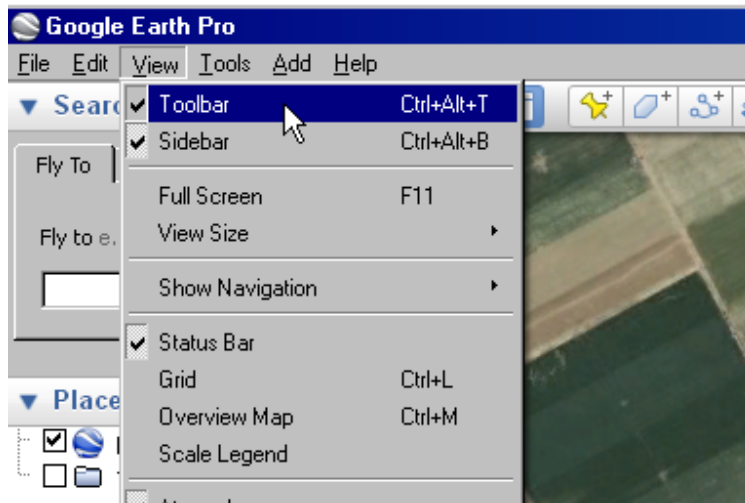 Google Earth Pro
File Edit View Tools Add Help
Toolbar Ctrl+Alt+T
Sidebar Ctrl+Alt+B
Fly To
Full Screen F11
Fly to e.
View Size
Show Navigation
Status Bar
Grid Ctrl+L
Overview Map Ctrl+M
Scale Legend